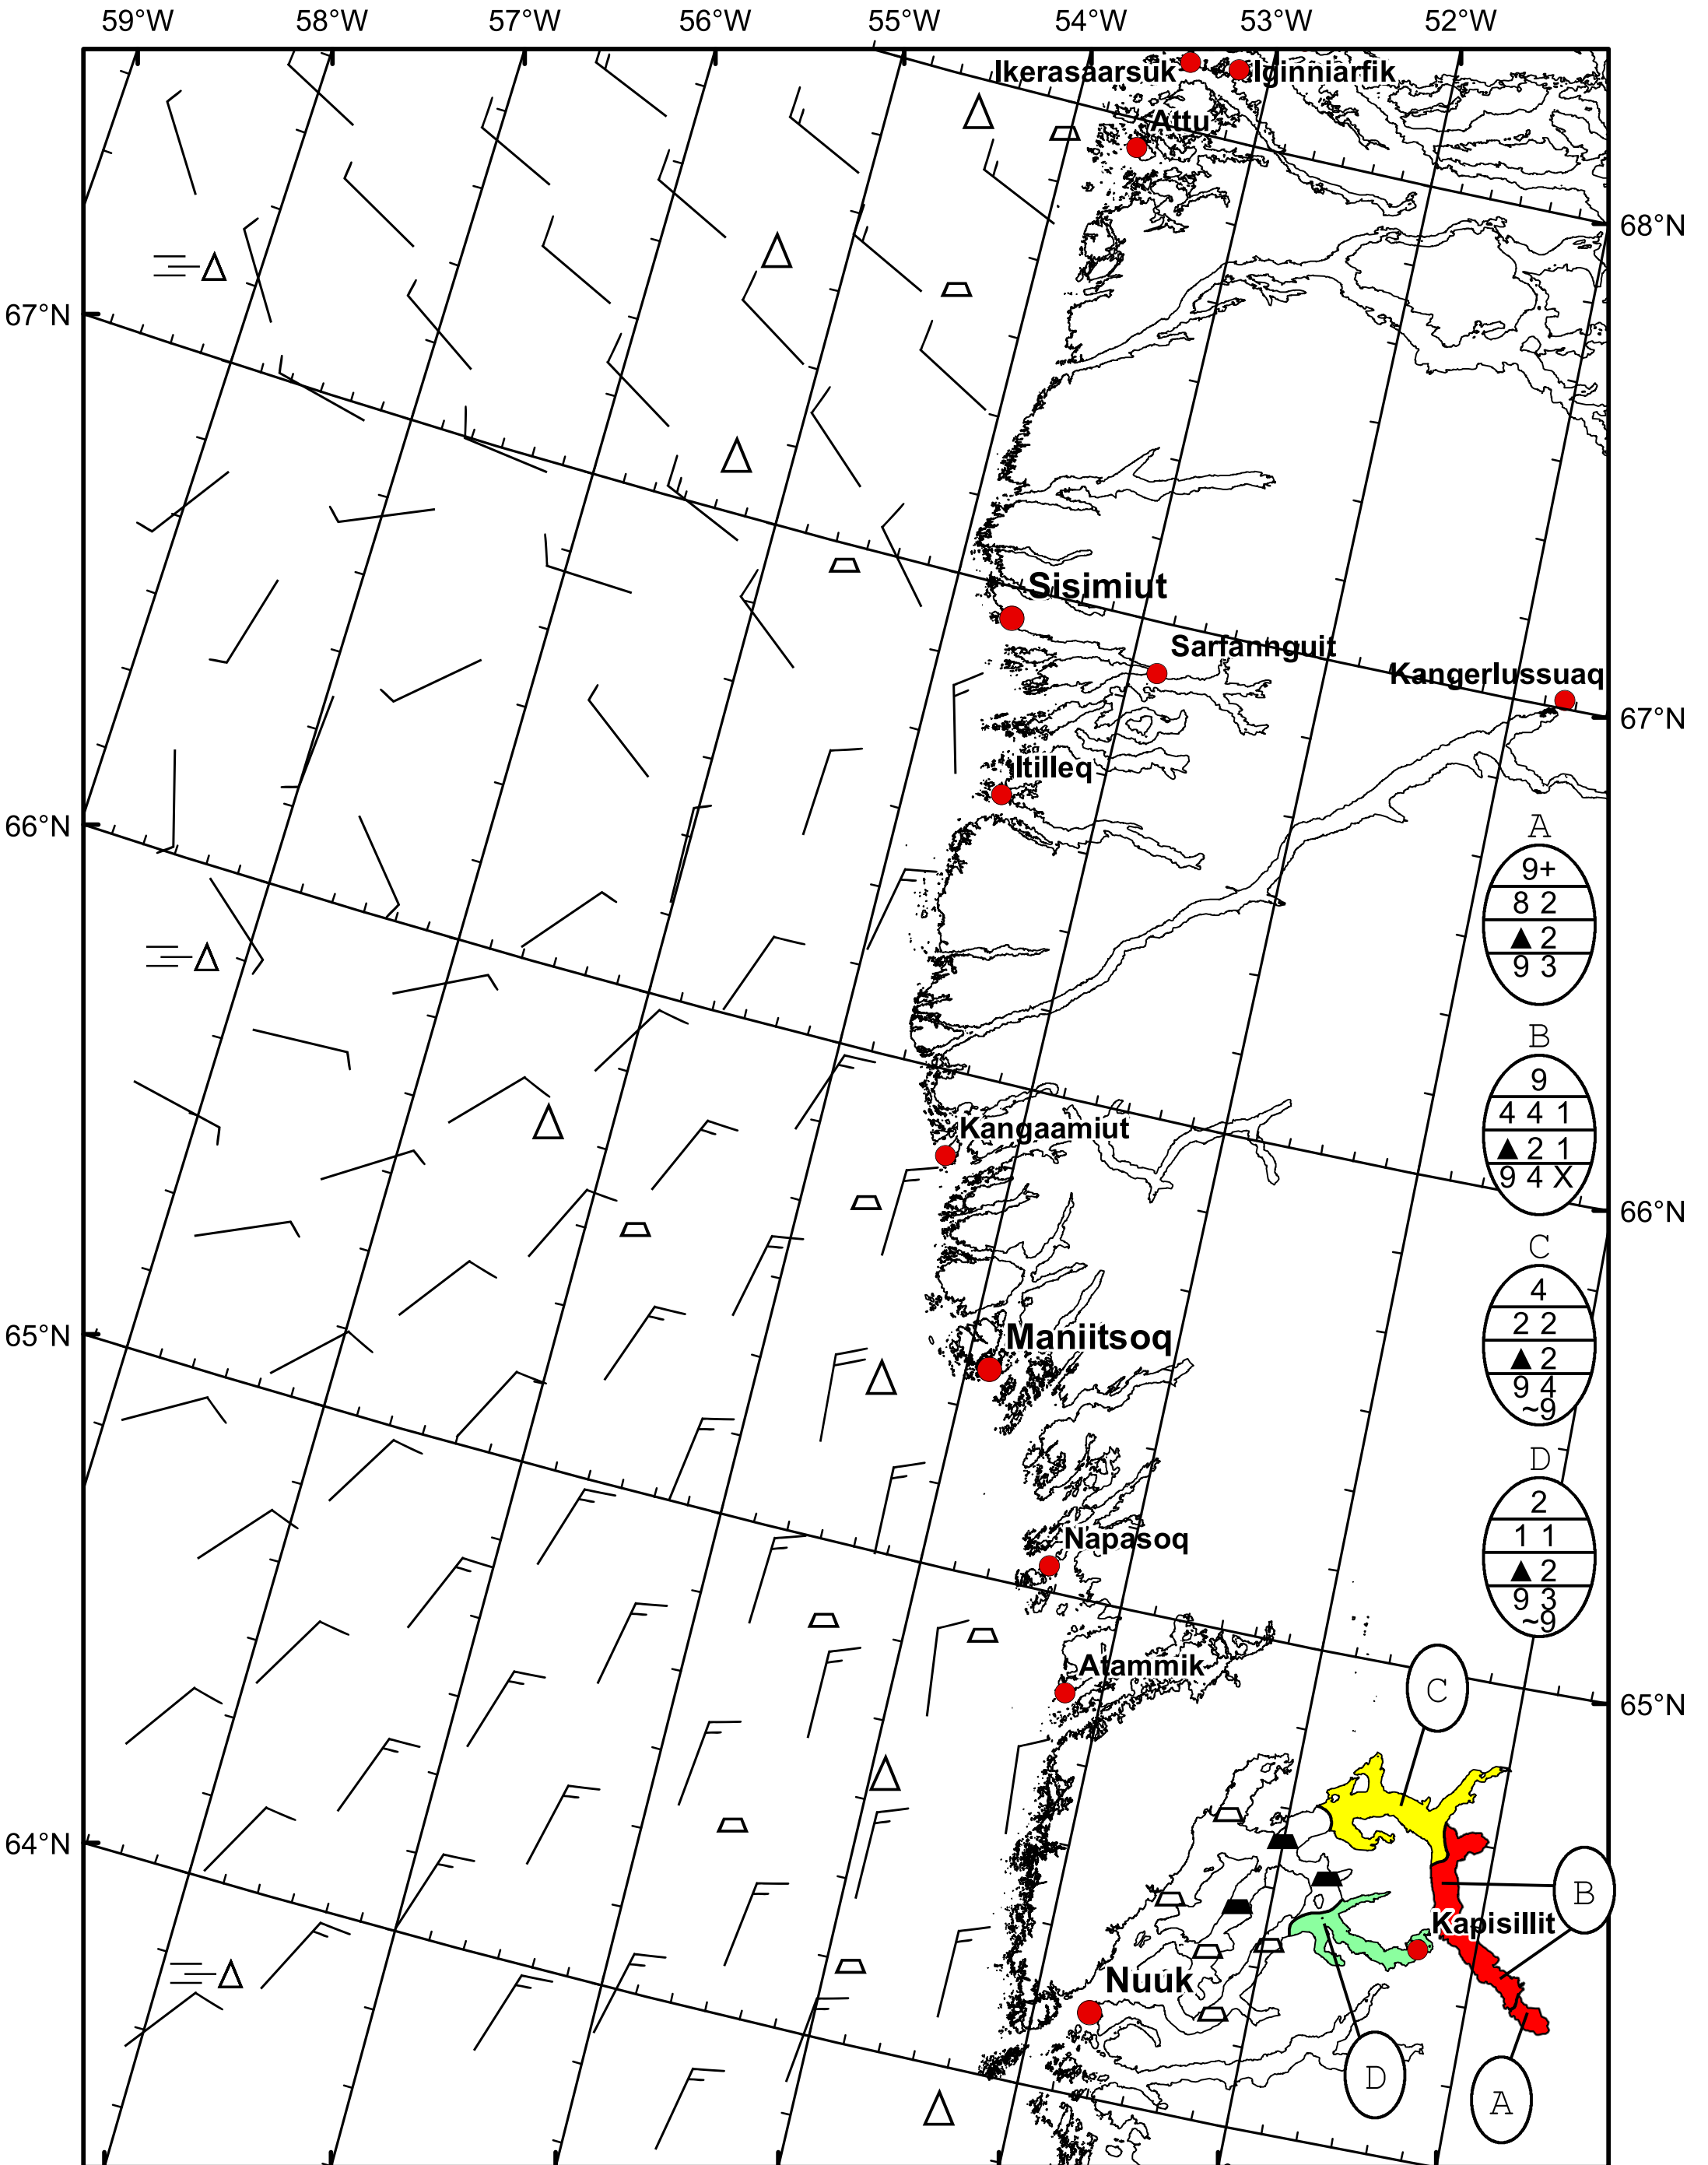 59°W 58°W 57°W 56°W 55°W 54°W 53°W 52°W
Ikerasaarsuk Iginniarfik
Attu
68°N
67°N
Sisimiut
Sarfannguit
Kangerlussuaq
67°N
Itilleq
66°N
A
9+
8 2
▲ 2
9 3
B
9
4 4 1
▲ 2 1
9 4 X
Kangaamiut
66°N
C
4
2 2
▲ 2
9 4
~9
65°N
Maniitsoq
D
2
1 1
▲ 2
9 3
~9
Napasoq
Atammik
C
65°N
64°N
B
Kapisillit
Nuuk
D
A